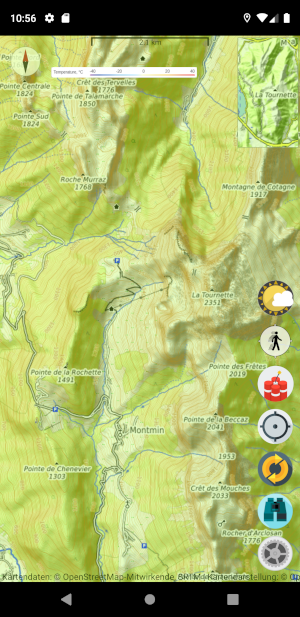 10:56
2.1 km
M
Pointe Centrale
1824
Crêt des Tervelles
1776
Pointe de Talamarche
1850
Temperature, °C -40 -20 0 20 40
La Tournette
Pointe Sud
1824
Roche Murraz
1768
Montagne de Cotagne
1917
La Tournette
2351
Pointe de la Rochette
1491
Pointe des Frêtes
2019
Pointe de la Beccaz
2041
Montmin
1953
Pointe de Chenevier
1303
Crêt des Mouches
2033
Rocher d'Arclosan
1776
Kartendaten: © OpenStreetMap-Mitwirkende, SRTM | Kartendarstellung: ©